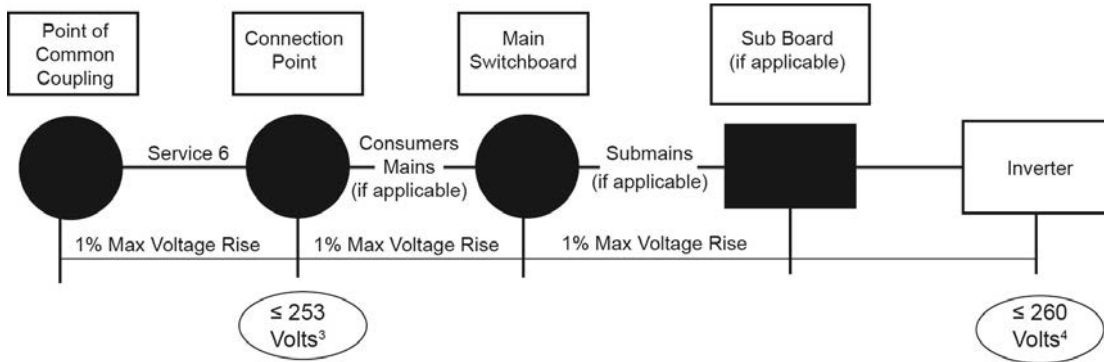 Point of
Common
Coupling
Connection
Point
Main
Switchboard
Sub Board
(if applicable)
Service 6
Consumers
Mains
(if applicable)
Submains
(if applicable)
Inverter
1% Max Voltage Rise
1% Max Voltage Rise
1% Max Voltage Rise
≤ 253
Volts³
≤ 260
Volts⁴